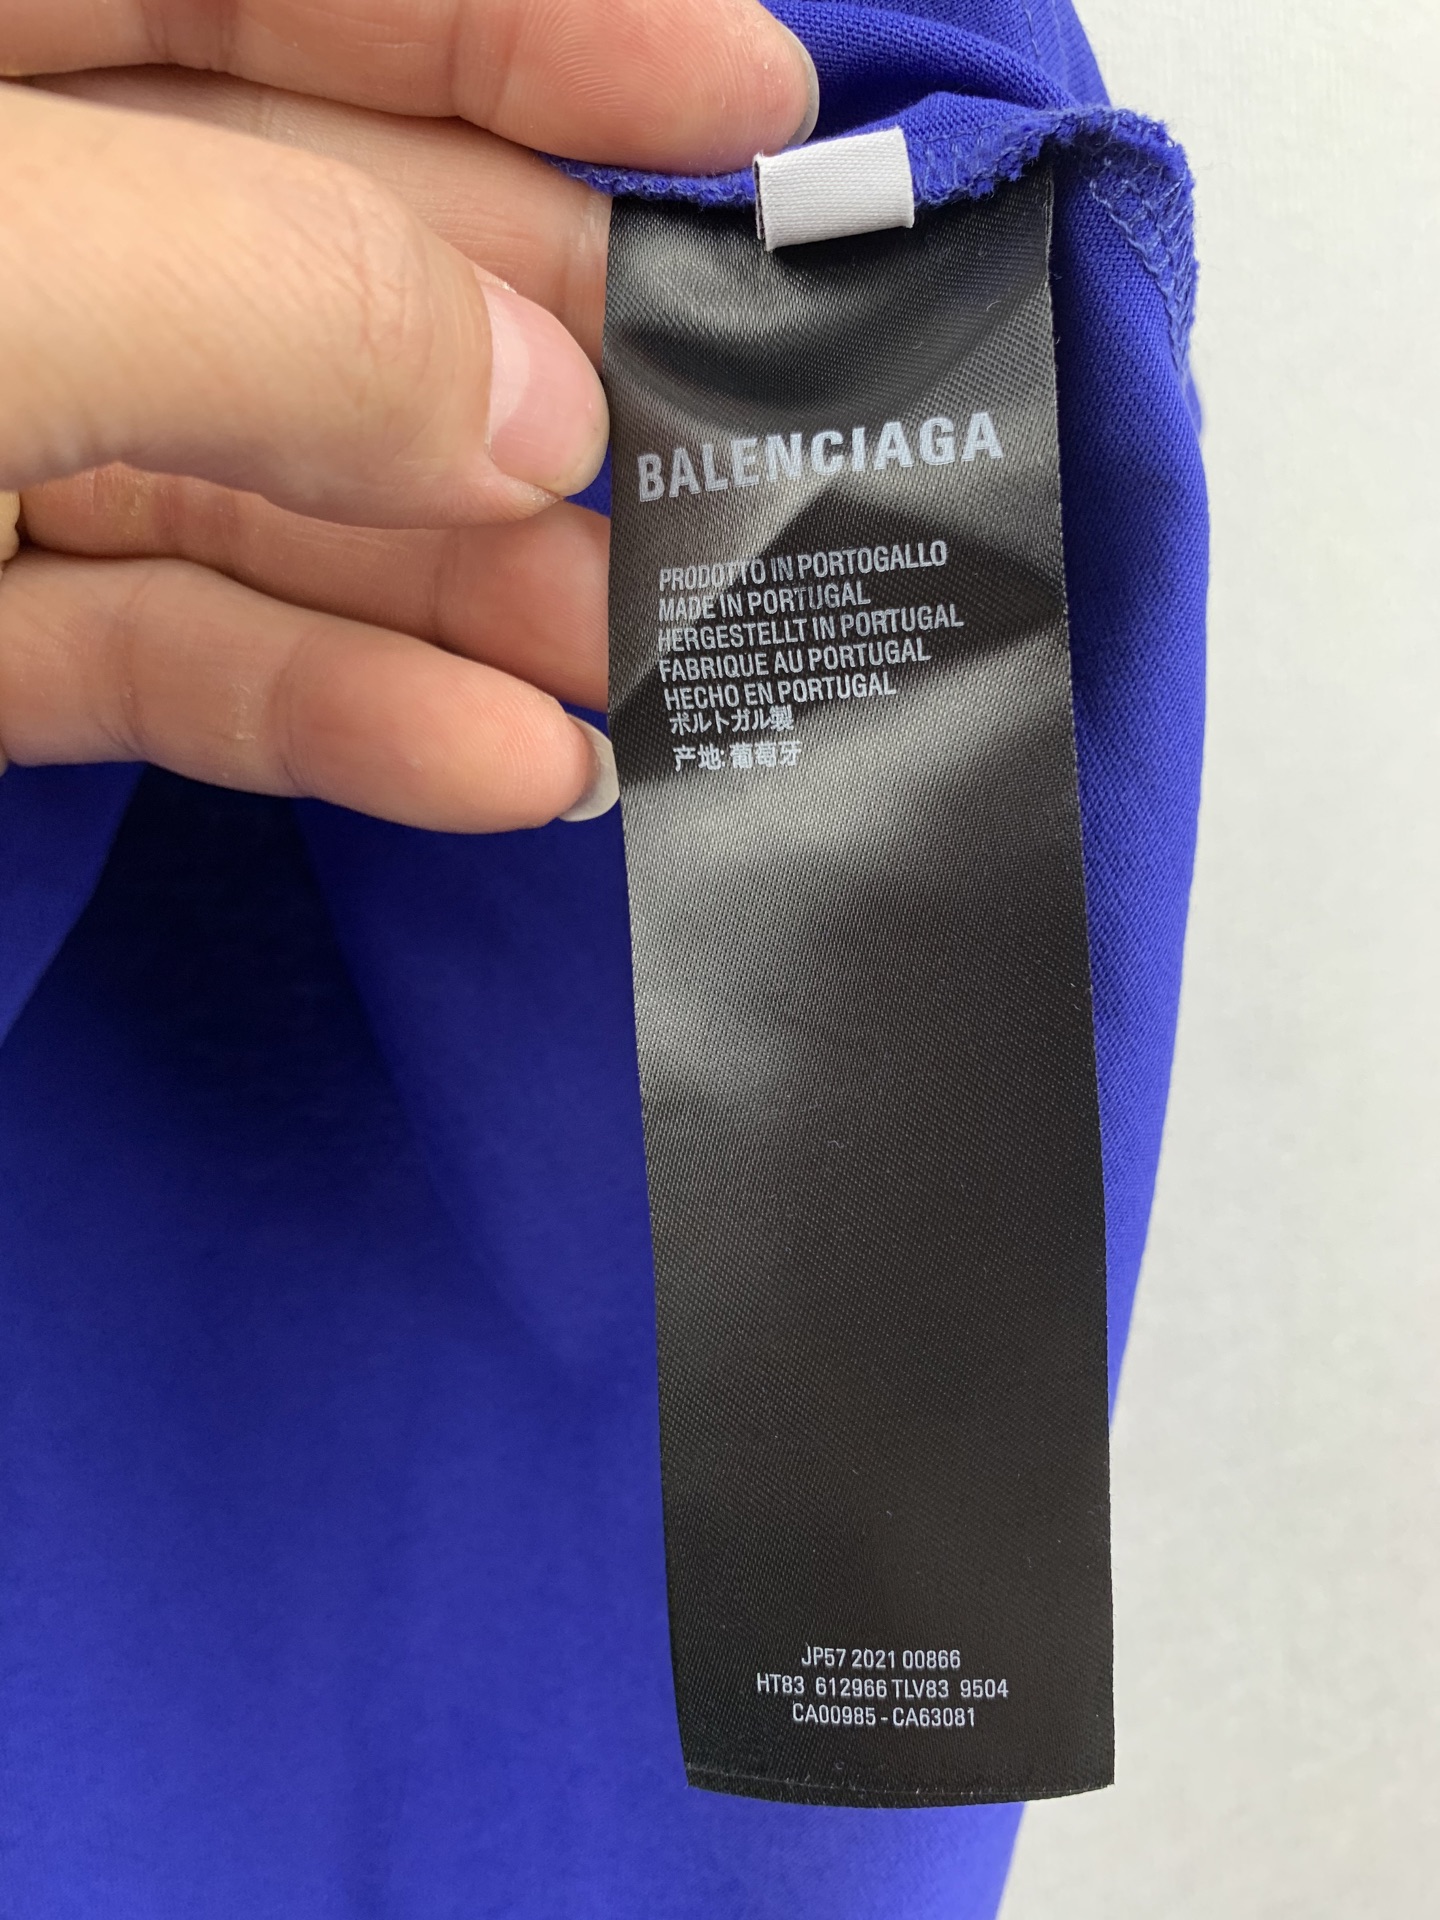 BALENCIAGA
PRODOTTO IN PORTOGALLO
MADE IN PORTUGAL
HERGESTELLT IN PORTUGAL
FABRIQUE AU PORTUGAL
HECHO EN PORTUGAL
ポルトガル製
产地:葡萄牙
JP57 2021 00866
HT83 612966 TLV83 9504
CA00985 - CA63081